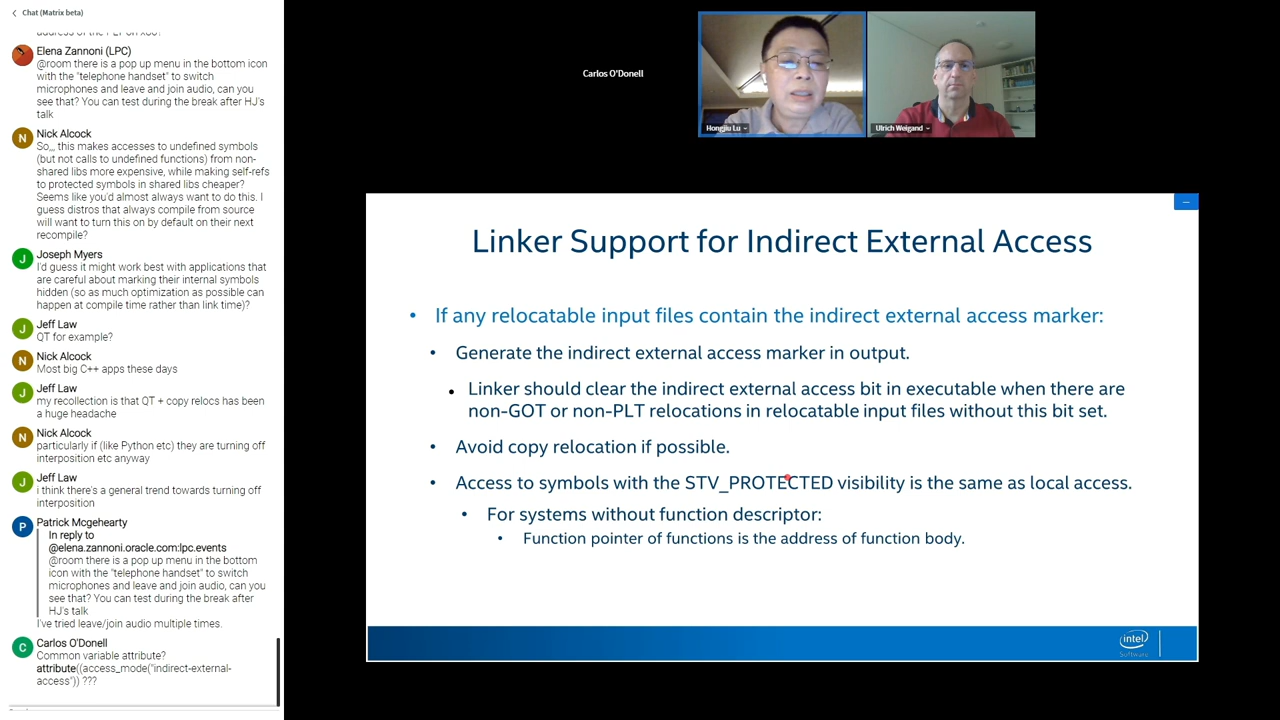 Chat (Matrix beta)
Elena Zannoni (LPC)
@room there is a pop up menu in the bottom icon
with the "telephone handset" to switch
microphones and leave and join audio, can you
see that? You can test during the break after HJ's
talk
N
Nick Alcock
So,,, this makes accesses to undefined symbols
(but not calls to undefined functions) from non-
shared libs more expensive, while making self-refs
to protected symbols in shared libs cheaper?
Seems like you'd almost always want to do this. I
guess distros that always compile from source
will want to turn this on by default on their next
recompile?
J
Joseph Myers
I'd guess it might work best with applications that
are careful about marking their internal symbols
hidden (so as much optimization as possible can
happen at compile time rather than link time)?
J
Jeff Law
QT for example?
N
Nick Alcock
Most big C++ apps these days
J
Jeff Law
my recollection is that QT + copy relocs has been
a huge headache
N
Nick Alcock
particularly if (like Python etc) they are turning off
interposition etc anyway
J
Jeff Law
i think there's a general trend towards turning off
interposition
P
Patrick Mcgehearty
In reply to
@elena.zannoni.oracle.com:lpc.events
@room there is a pop up menu in the bottom
icon with the "telephone handset" to switch
microphones and leave and join audio, can you
see that? You can test during the break after
HJ's talk
I've tried leave/join audio multiple times.
C
Carlos O'Donell
Common variable attribute?
attribute((access_mode("indirect-external-
access")) ???
Carlos O'Donell
Hongjiu Lu
Ulrich Weigand
Linker Support for Indirect External Access
• If any relocatable input files contain the indirect external access marker:
• Generate the indirect external access marker in output.
• Linker should clear the indirect external access bit in executable when there are
non-GOT or non-PLT relocations in relocatable input files without this bit set.
• Avoid copy relocation if possible.
• Access to symbols with the STV_PROTECTED visibility is the same as local access.
• For systems without function descriptor:
• Function pointer of functions is the address of function body.
intel
Software